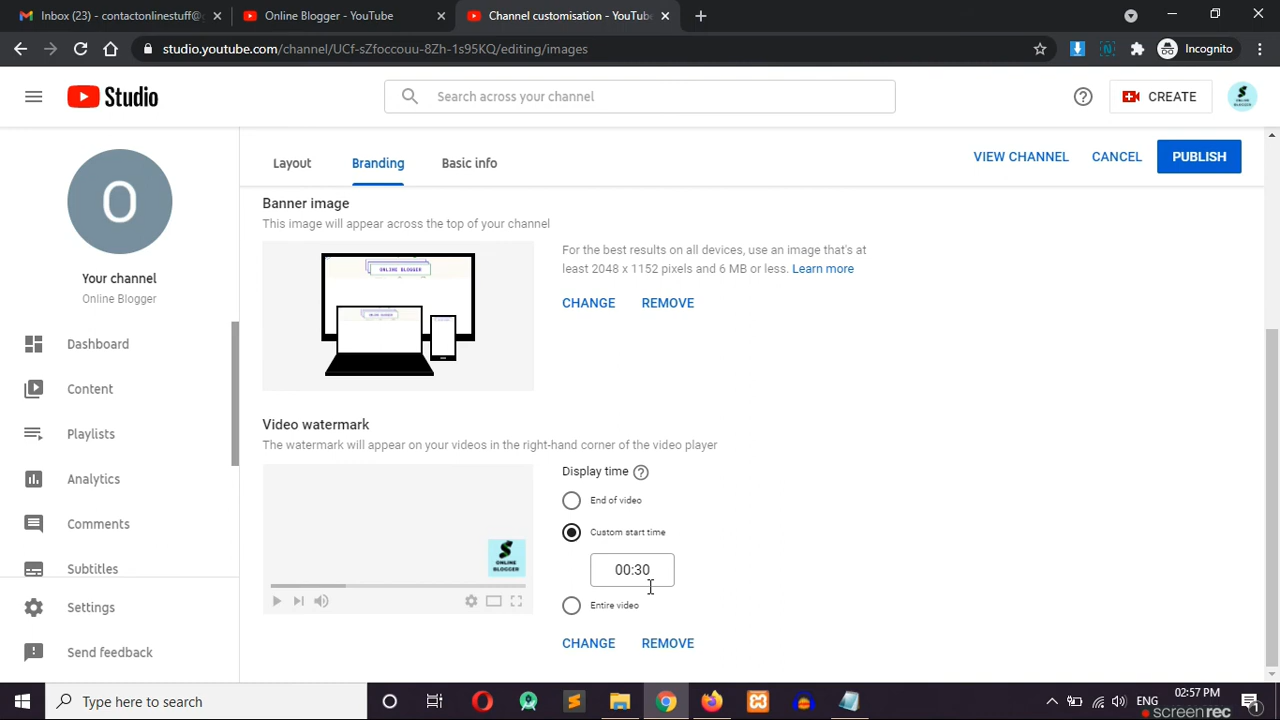 Inbox (23) - contactonlinestuff@g
Online Blogger - YouTube
Channel customisation - YouTube
studio.youtube.com/channel/UCf-sZfoccouu-8Zh-1s95KQ/editing/images
Incognito
Studio
Search across your channel
CREATE
Layout
Branding
Basic info
VIEW CHANNEL
CANCEL
PUBLISH
O
Your channel
Online Blogger
Dashboard
Content
Playlists
Analytics
Comments
Subtitles
Settings
Send feedback
Banner image
This image will appear across the top of your channel
ONLINE BLOGGER
For the best results on all devices, use an image that's at
least 2048 x 1152 pixels and 6 MB or less. Learn more
CHANGE
REMOVE
Video watermark
The watermark will appear on your videos in the right-hand corner of the video player
S
ONLINE
BLOGGER
Display time
End of video
Custom start time
00:30
Entire video
CHANGE
REMOVE
Type here to search
ENG
02:57 PM
screenrec